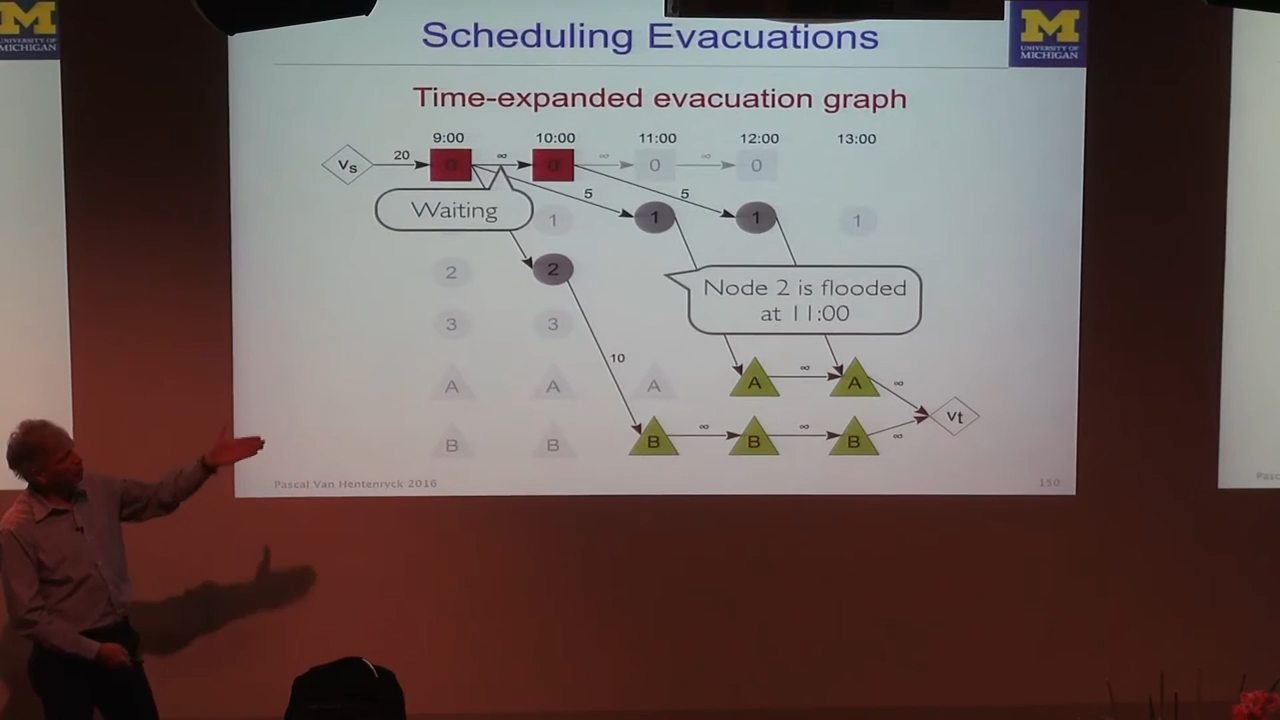 M
UNIVERSITY OF
MICHIGAN
Scheduling Evacuations
Time-expanded evacuation graph
9:00 10:00 11:00 12:00 13:00
Vs 20 0 ∞ 0 ∞ 0 ∞ 0
Waiting
5 5
1 1 1 1
2 2
Node 2 is flooded
at 11:00
3 3
10
A A A A ∞ A ∞
Vt
B B B ∞ B ∞ B ∞
Pascal Van Hentenryck 2016
150
M
UNIVERSITY OF
MICHIGAN